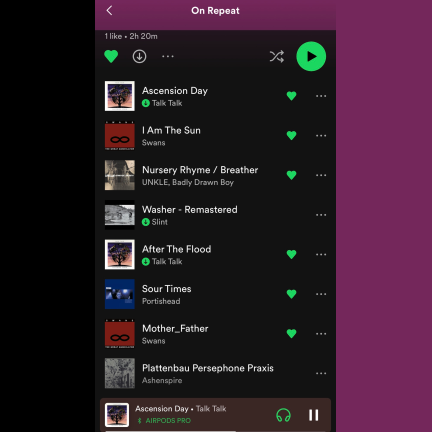 On Repeat
1 like • 2h 20m
Ascension Day
Talk Talk
I Am The Sun
Swans
Nursery Rhyme / Breather
UNKLE, Badly Drawn Boy
Washer - Remastered
Slint
After The Flood
Talk Talk
Sour Times
Portishead
Mother_Father
Swans
Plattenbau Persephone Praxis
Ashenspire
Ascension Day • Talk Talk
AIRPODS PRO